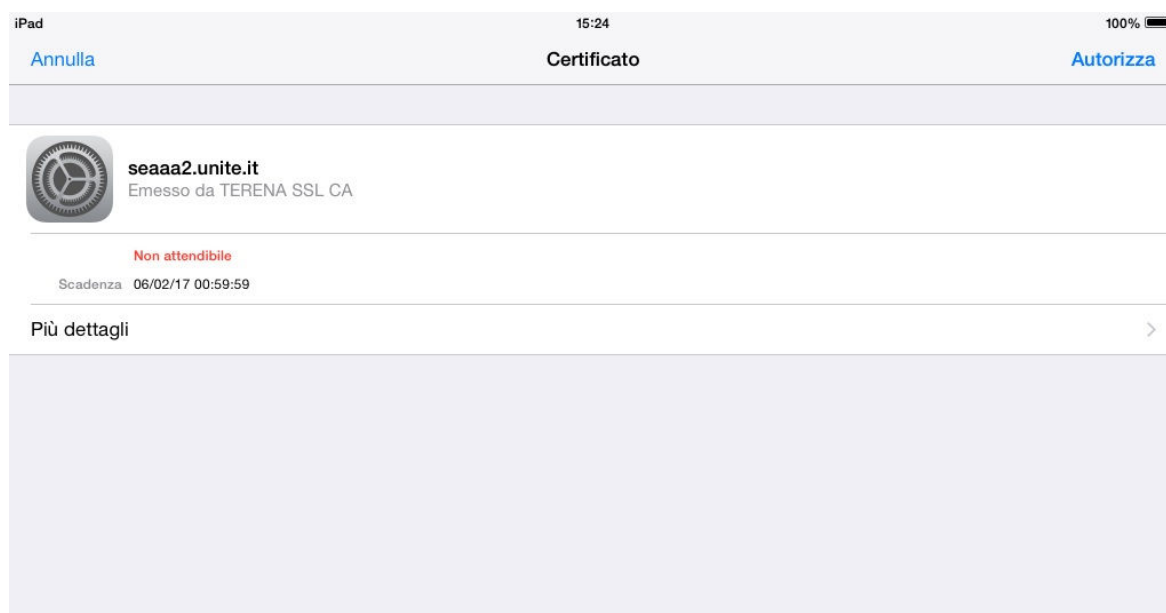 iPad 15:24 100%
Annulla Certificato Autorizza
seaaa2.unite.it
Emesso da TERENA SSL CA
Non attendibile
Scadenza 06/02/17 00:59:59
Più dettagli